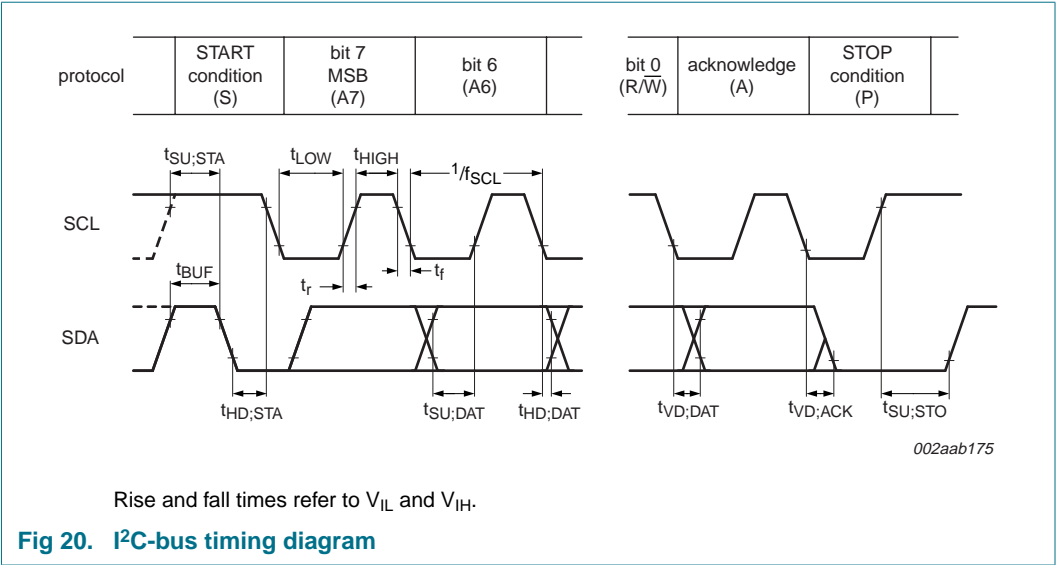 protocol
START
condition
(S)
bit 7
MSB
(A7)
bit 6
(A6)
bit 0
(R/W̅)
acknowledge
(A)
STOP
condition
(P)
tSU;STA
tLOW
tHIGH
1/fSCL
SCL
tBUF
tr
tf
SDA
tHD;STA
tSU;DAT
tHD;DAT
tVD;DAT
tVD;ACK
tSU;STO
002aab175
Rise and fall times refer to VIL and VIH.
Fig 20. I²C-bus timing diagram